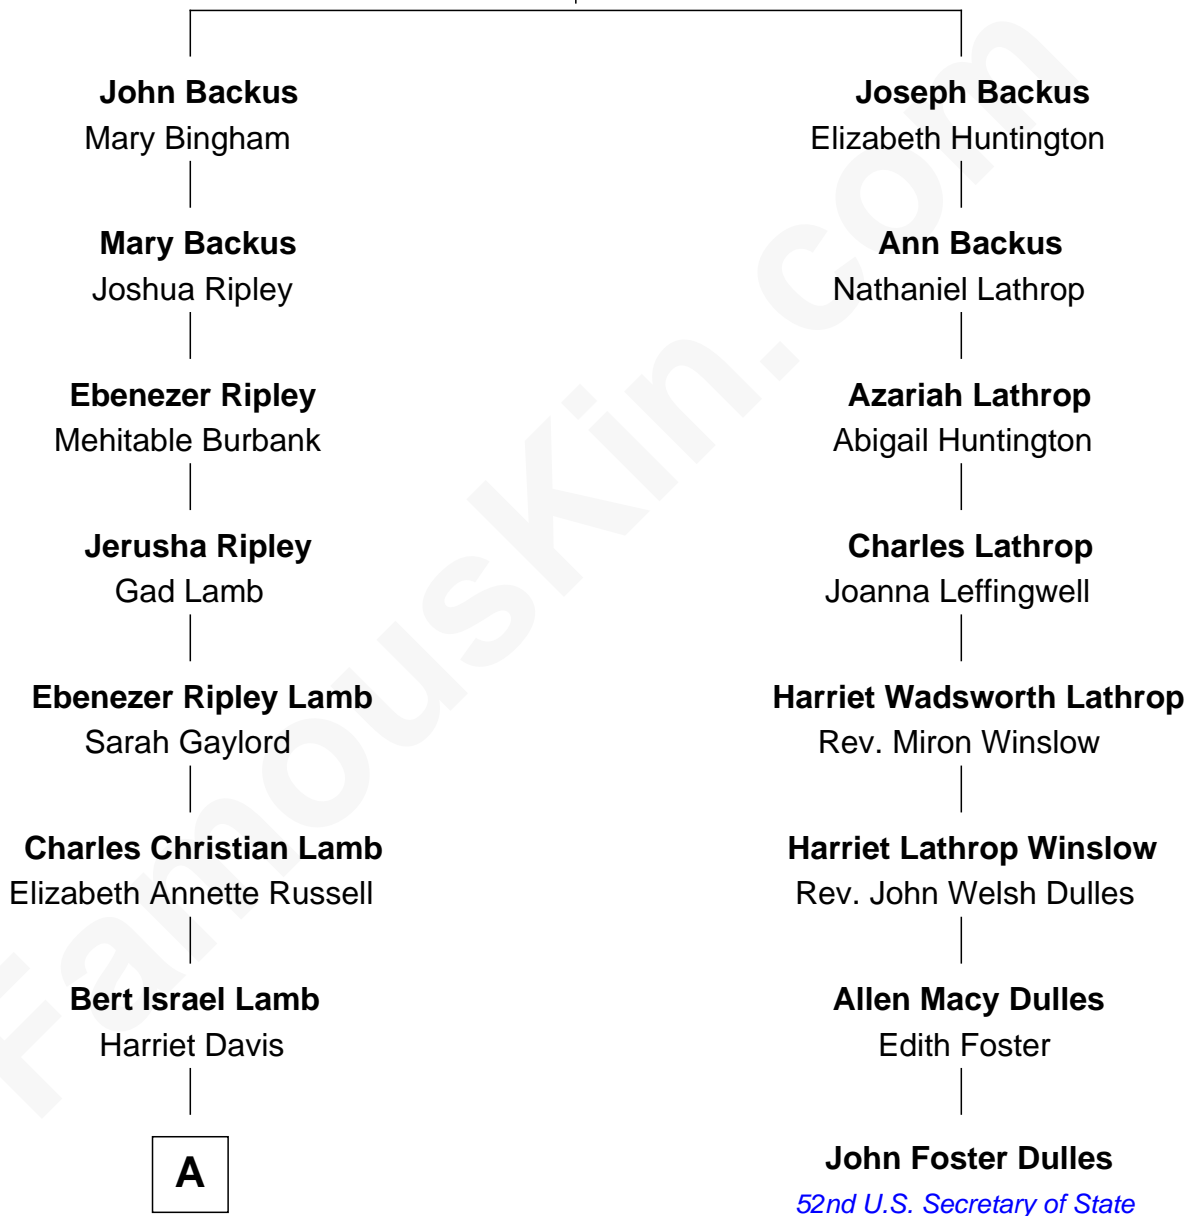 John Backus
Mary Bingham
Mary Backus
Joshua Ripley
Ebenezer Ripley
Mehitable Burbank
Jerusha Ripley
Gad Lamb
Ebenezer Ripley Lamb
Sarah Gaylord
Charles Christian Lamb
Elizabeth Annette Russell
Bert Israel Lamb
Harriet Davis
A
Joseph Backus
Elizabeth Huntington
Ann Backus
Nathaniel Lathrop
Azariah Lathrop
Abigail Huntington
Charles Lathrop
Joanna Leffingwell
Harriet Wadsworth Lathrop
Rev. Miron Winslow
Harriet Lathrop Winslow
Rev. John Welsh Dulles
Allen Macy Dulles
Edith Foster
John Foster Dulles
52nd U.S. Secretary of State
FamousKin.com